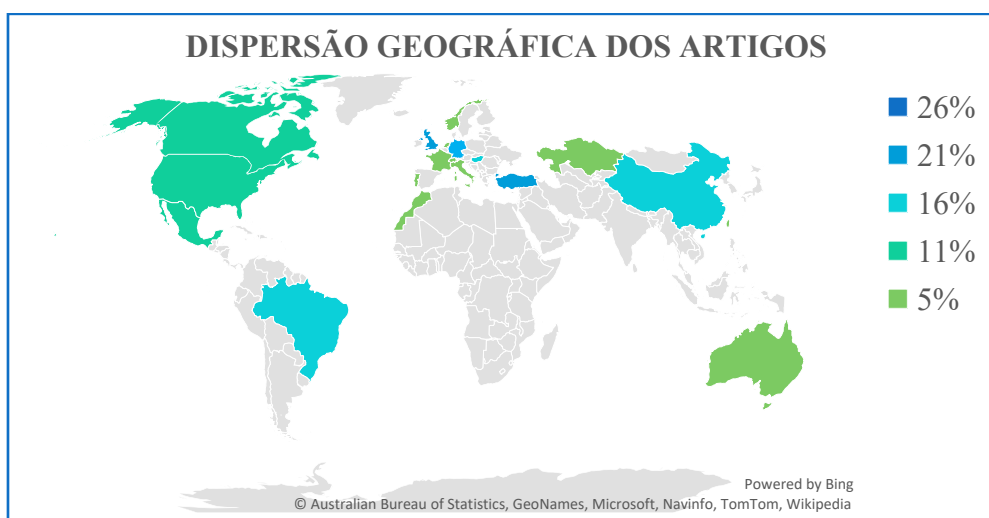 DISPERSÃO GEOGRÁFICA DOS ARTIGOS
26%
21%
16%
11%
5%
Powered by Bing
© Australian Bureau of Statistics, GeoNames, Microsoft, Navinfo, TomTom, Wikipedia